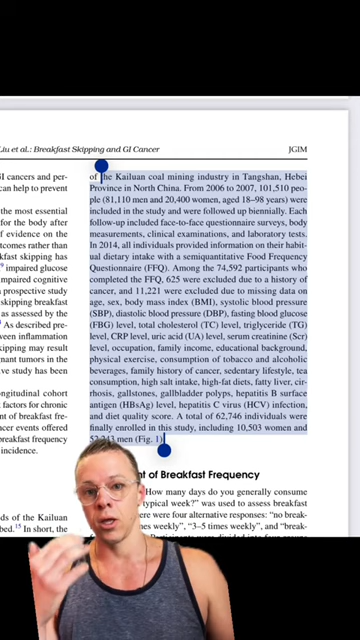 Liu et al.: Breakfast Skipping and GI Cancer
JGIM
GI cancers and per-
can help to prevent
the most essential
for the body after
of evidence on the
tcomes rather than
skipping has
impaired glucose
impaired cognitive
prospective study
skipping breakfast
as assessed by the
As described pre-
ween inflammation
kipping may result
gnant tumors in the
ive study has been
ngitudinal cohort
factors for chronic
nt of breakfast fre-
cer events offered
reakfast frequency
incidence.
ds of the Kailuan
bed.15 In short, the
of the Kailuan coal mining industry in Tangshan, Hebei
Province in North China. From 2006 to 2007, 101,510 peo-
ple (81,110 men and 20,400 women, aged 18–98 years) were
included in the study and were followed up biennially. Each
follow-up included face-to-face questionnaire surveys, body
measurements, clinical examinations, and laboratory tests.
In 2014, all individuals provided information on their habit-
ual dietary intake with a semiquantitative Food Frequency
Questionnaire (FFQ). Among the 74,592 participants who
completed the FFQ, 625 were excluded due to a history of
cancer, and 11,221 were excluded due to missing data on
age, sex, body mass index (BMI), systolic blood pressure
(SBP), diastolic blood pressure (DBP), fasting blood glucose
(FBG) level, total cholesterol (TC) level, triglyceride (TG)
level, CRP level, uric acid (UA) level, serum creatinine (Scr)
level, occupation, family income, educational background,
physical exercise, consumption of tobacco and alcoholic
beverages, family history of cancer, sedentary lifestyle, tea
consumption, high salt intake, high-fat diets, fatty liver, cir-
rhosis, gallstones, gallbladder polyps, hepatitis B surface
antigen (HBsAg) level, hepatitis C virus (HCV) infection,
and diet quality score. A total of 62,746 individuals were
finally enrolled in this study, including 10,503 women and
52,243 men (Fig. 1).
nt of Breakfast Frequency
How many days do you generally consume
typical week?” was used to assess breakfast
ere were four alternative responses: “no break-
mes weekly”, “3–5 times weekly”, and “break-